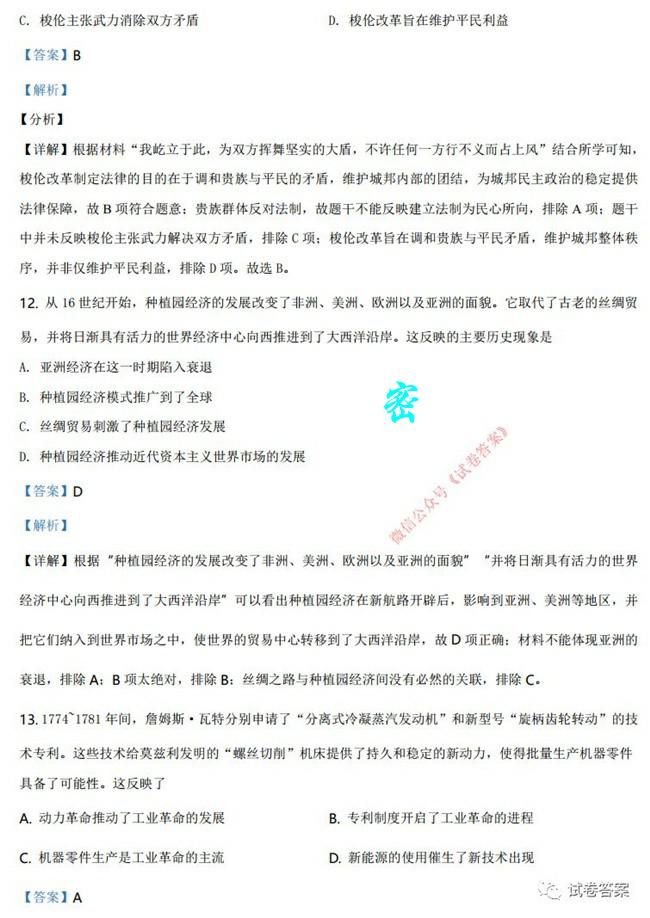 C. 梭伦主张武力消除双方矛盾 D. 梭伦改革旨在维护平民利益
【答案】B
【解析】
【分析】
【详解】根据材料“我屹立于此，为双方挥舞坚实的大盾，不许任何一方行不义而占上风”结合所学可知，
梭伦改革制定法律的目的在于调和贵族与平民的矛盾，维护城邦内部的团结，为城邦民主政治的稳定提供
法律保障，故 B 项符合题意；贵族群体反对法制，故题干不能反映建立法制为民心所向，排除 A 项；题干
中并未反映梭伦主张武力解决双方矛盾，排除 C 项；梭伦改革旨在调和贵族与平民矛盾，维护城邦整体秩
序，并非仅维护平民利益，排除 D 项。故选 B。
12. 从 16 世纪开始，种植园经济的发展改变了非洲、美洲、欧洲以及亚洲的面貌。它取代了古老的丝绸贸
易，并将日渐具有活力的世界经济中心向西推进到了大西洋沿岸。这反映的主要历史现象是
A. 亚洲经济在这一时期陷入衰退
B. 种植园经济模式推广到了全球
C. 丝绸贸易刺激了种植园经济发展
D. 种植园经济推动近代资本主义世界市场的发展
密
微信公众号《试卷答案》
【答案】D
【解析】
【详解】根据“种植园经济的发展改变了非洲、美洲、欧洲以及亚洲的面貌”“并将日渐具有活力的世界
经济中心向西推进到了大西洋沿岸”可以看出种植园经济在新航路开辟后，影响到亚洲、美洲等地区，并
把它们纳入到世界市场之中，使世界的贸易中心转移到了大西洋沿岸，故 D 项正确；材料不能体现亚洲的
衰退，排除 A；B 项太绝对，排除 B；丝绸之路与种植园经济间没有必然的关联，排除 C。
13. 1774~1781 年间，詹姆斯·瓦特分别申请了“分离式冷凝蒸汽发动机”和新型号“旋柄齿轮转动”的技
术专利。这些技术给莫兹利发明的“螺丝切削”机床提供了持久和稳定的新动力，使得批量生产机器零件
具备了可能性。这反映了
A. 动力革命推动了工业革命的发展 B. 专利制度开启了工业革命的进程
C. 机器零件生产是工业革命的主流 D. 新能源的使用催生了新技术出现
【答案】A
试卷答案